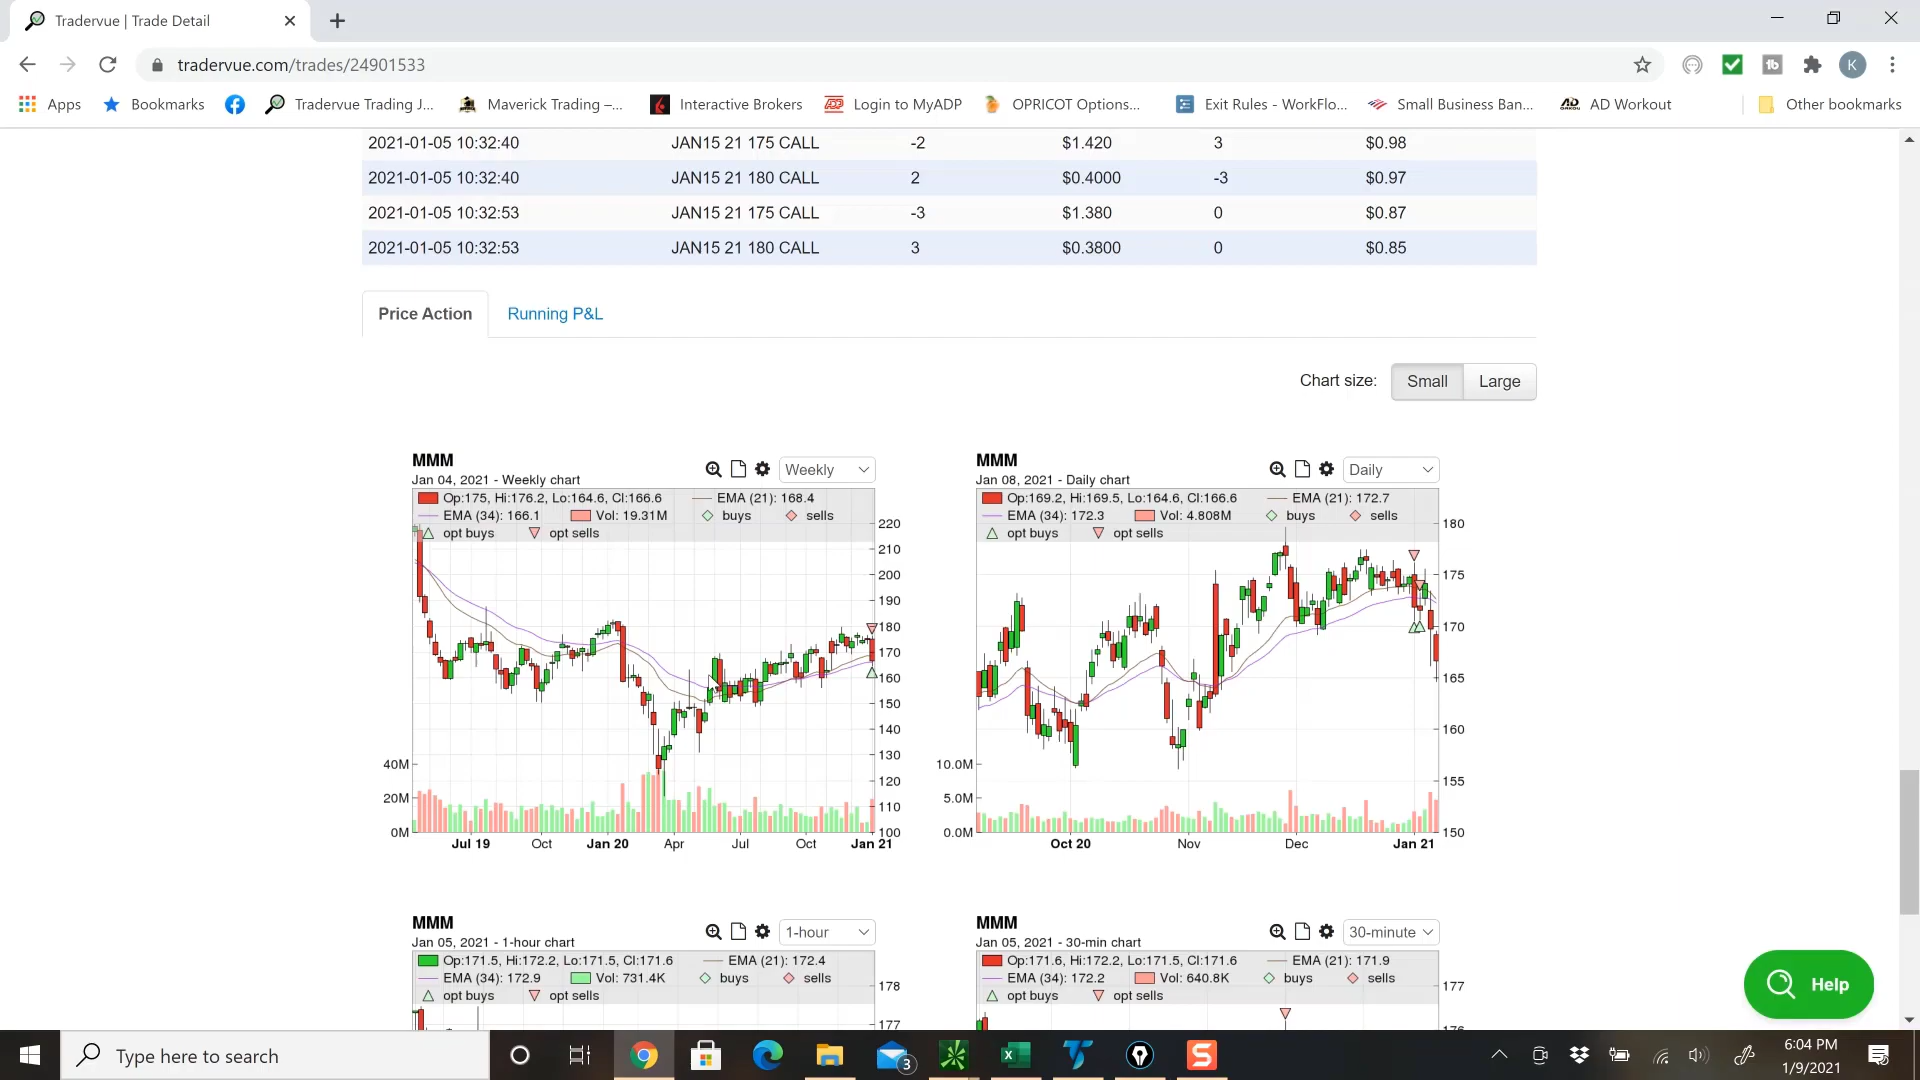 Tradervue | Trade Detail
tradervue.com/trades/24901533
K
Apps Bookmarks Tradervue Trading J... Maverick Trading –... Interactive Brokers Login to MyADP OPRICOT Options... Exit Rules - WorkFlo... Small Business Ban... AD Workout Other bookmarks
2021-01-05 10:32:40 JAN15 21 175 CALL -2 $1.420 3 $0.98
2021-01-05 10:32:40 JAN15 21 180 CALL 2 $0.4000 -3 $0.97
2021-01-05 10:32:53 JAN15 21 175 CALL -3 $1.380 0 $0.87
2021-01-05 10:32:53 JAN15 21 180 CALL 3 $0.3800 0 $0.85
Price Action Running P&L
Chart size: Small Large
MMM
Jan 04, 2021 - Weekly chart
Weekly
Op:175, Hi:176.2, Lo:164.6, Cl:166.6 EMA (21): 168.4
EMA (34): 166.1 Vol: 19.31M buys sells
opt buys opt sells
220
210
200
190
180
170
160
150
140
130
120
110
100
40M
20M
0M
Jul 19 Oct Jan 20 Apr Jul Oct Jan 21
MMM
Jan 08, 2021 - Daily chart
Daily
Op:169.2, Hi:169.5, Lo:164.6, Cl:166.6 EMA (21): 172.7
EMA (34): 172.3 Vol: 4.808M buys sells
opt buys opt sells
180
175
170
165
160
155
150
10.0M
5.0M
0.0M
Oct 20 Nov Dec Jan 21
MMM
Jan 05, 2021 - 1-hour chart
1-hour
Op:171.5, Hi:172.2, Lo:171.5, Cl:171.6 EMA (21): 172.4
EMA (34): 172.9 Vol: 731.4K buys sells
opt buys opt sells
178
177
MMM
Jan 05, 2021 - 30-min chart
30-minute
Op:171.6, Hi:172.2, Lo:171.5, Cl:171.6 EMA (21): 171.9
EMA (34): 172.2 Vol: 640.8K buys sells
opt buys opt sells
177
176
Help
Type here to search
3
6:04 PM
1/9/2021